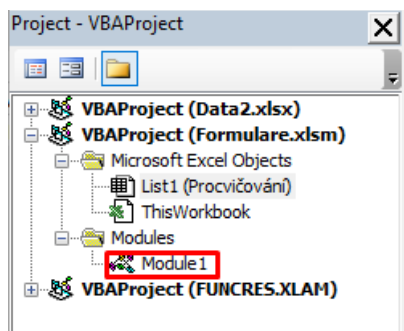 Project - VBAProject
VBAProject (Data2.xlsx)
VBAProject (Formulare.xlsm)
Microsoft Excel Objects
List1 (Procvičování)
ThisWorkbook
Modules
Module1
VBAProject (FUNCRES.XLAM)